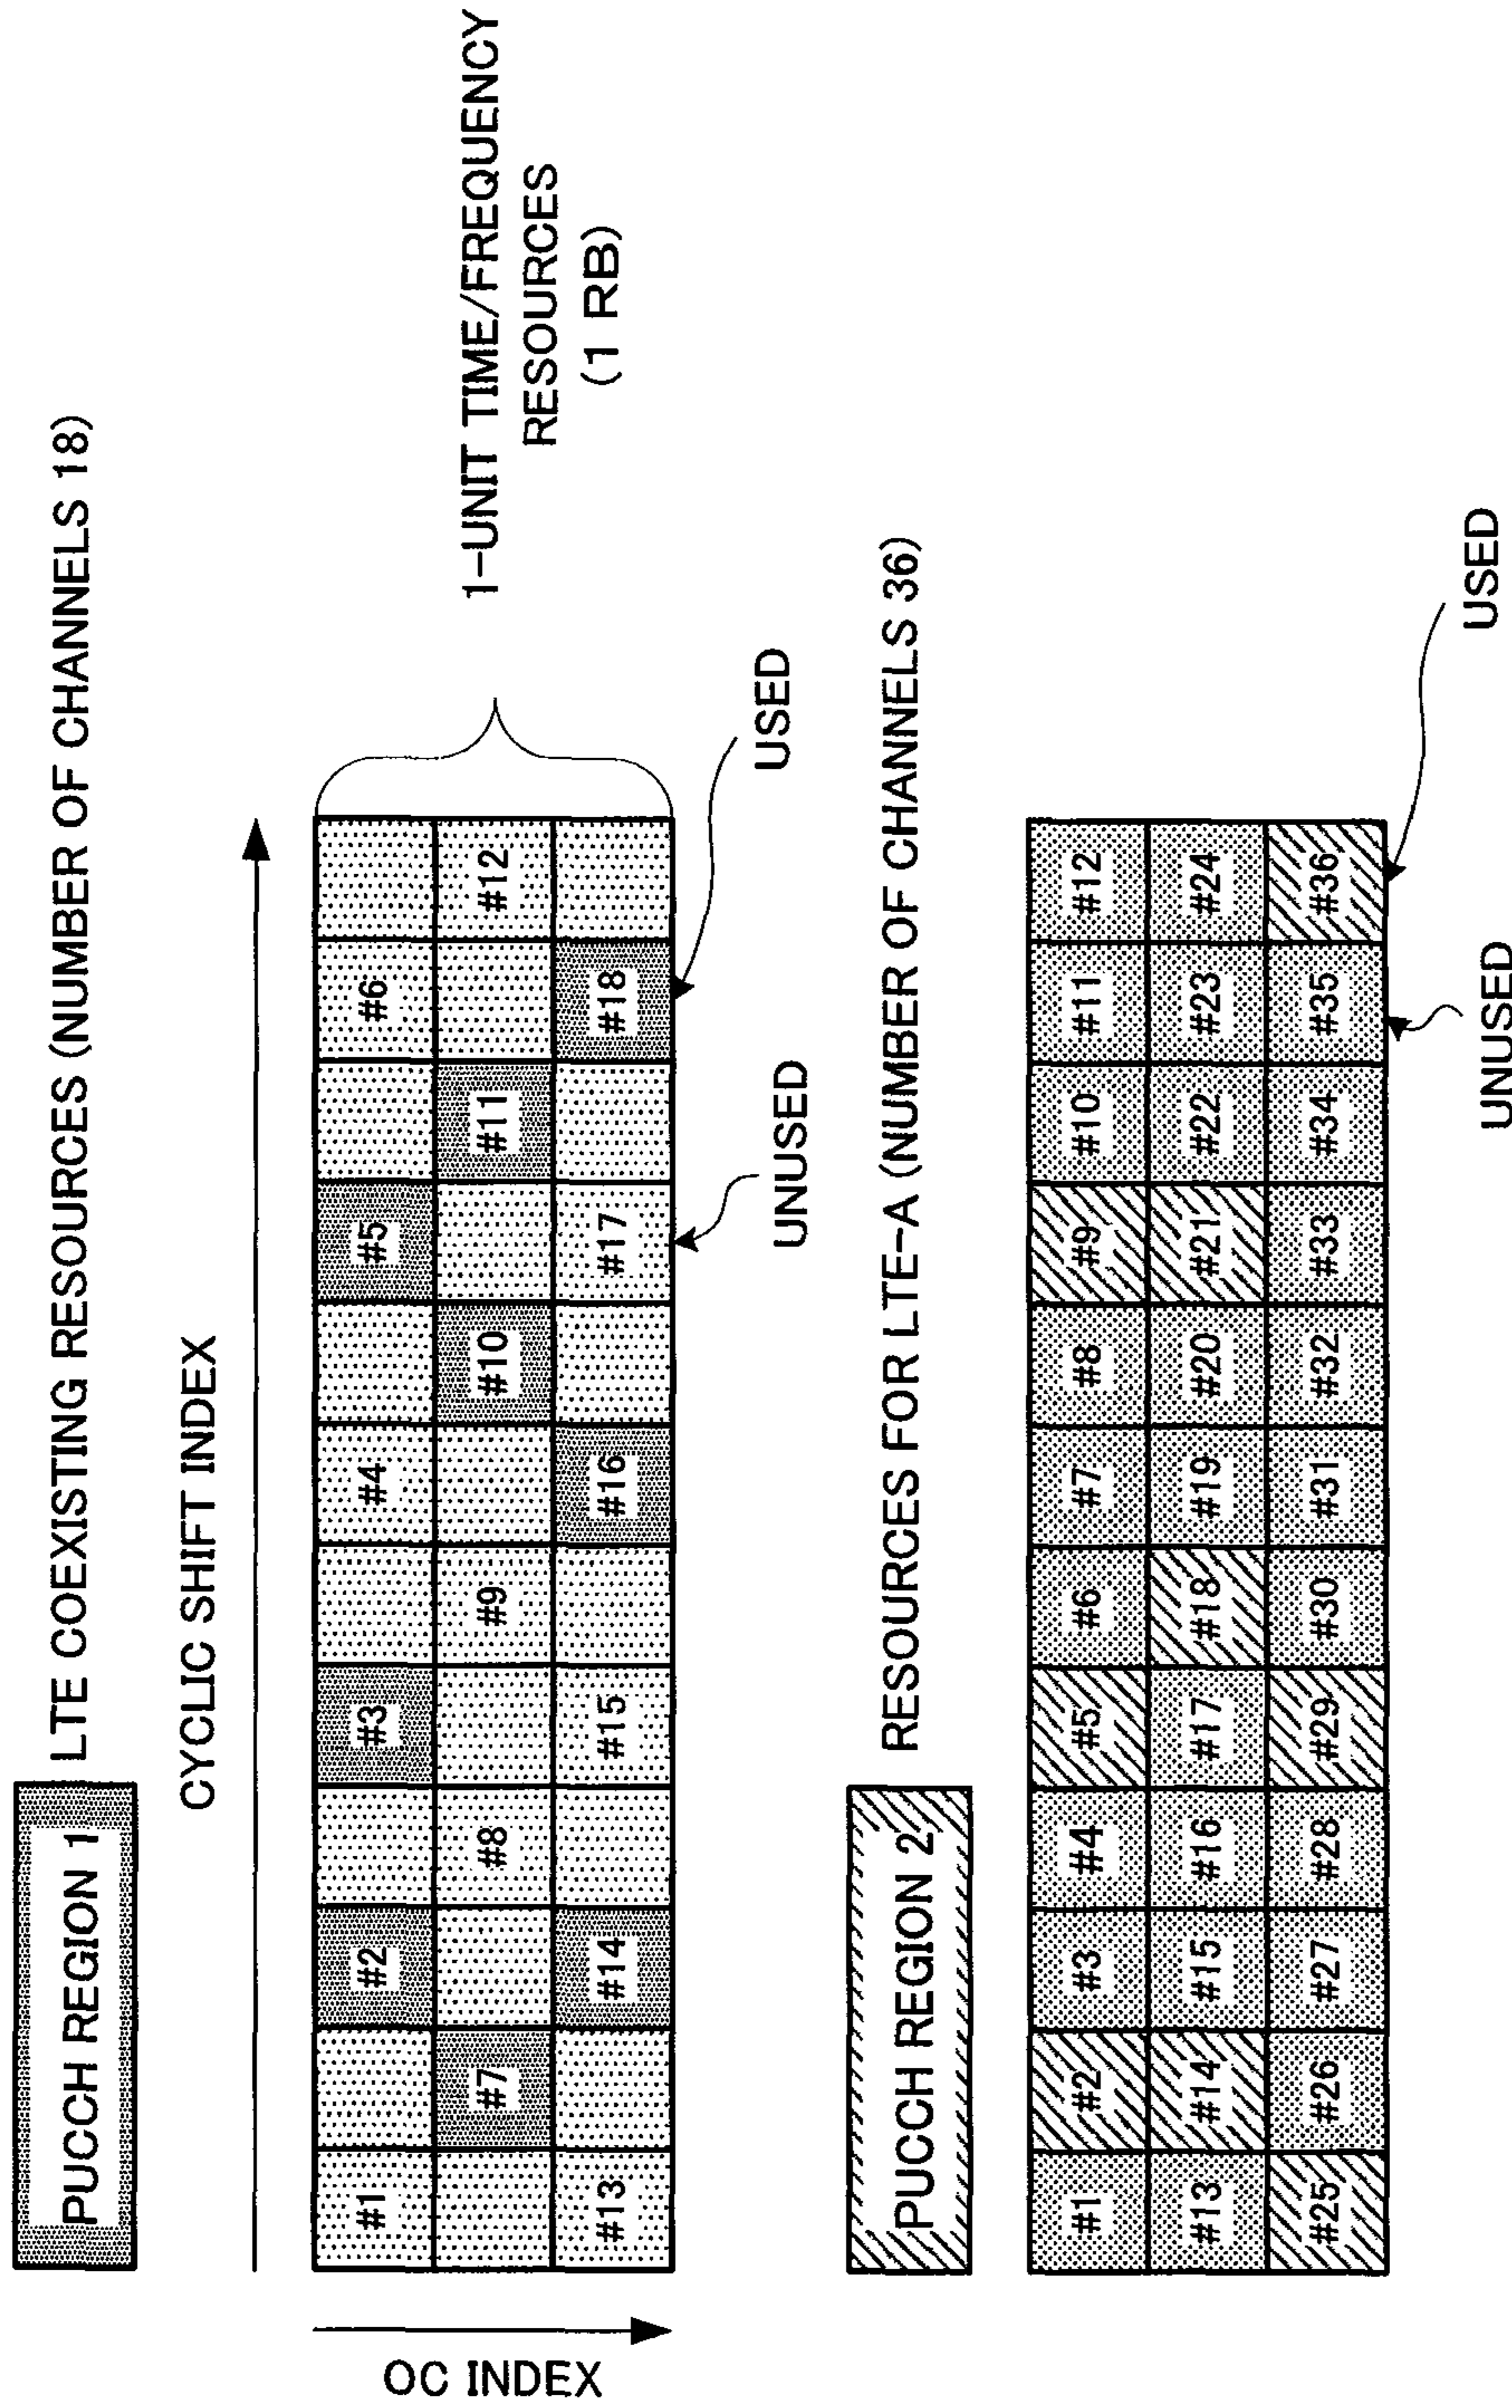 PUCCH REGION 1
LTE COEXISTING RESOURCES (NUMBER OF CHANNELS 18)
CYCLIC SHIFT INDEX
OC INDEX
#1 #2 #3 #4 #5 #6
#7 #8 #9 #10 #11 #12
#13 #14 #15 #16 #17 #18
1-UNIT TIME/FREQUENCY
RESOURCES
(1 RB)
UNUSED
USED
PUCCH REGION 2
RESOURCES FOR LTE-A (NUMBER OF CHANNELS 36)
#1 #2 #3 #4 #5 #6 #7 #8 #9 #10 #11 #12
#13 #14 #15 #16 #17 #18 #19 #20 #21 #22 #23 #24
#25 #26 #27 #28 #29 #30 #31 #32 #33 #34 #35 #36
UNUSED
USED